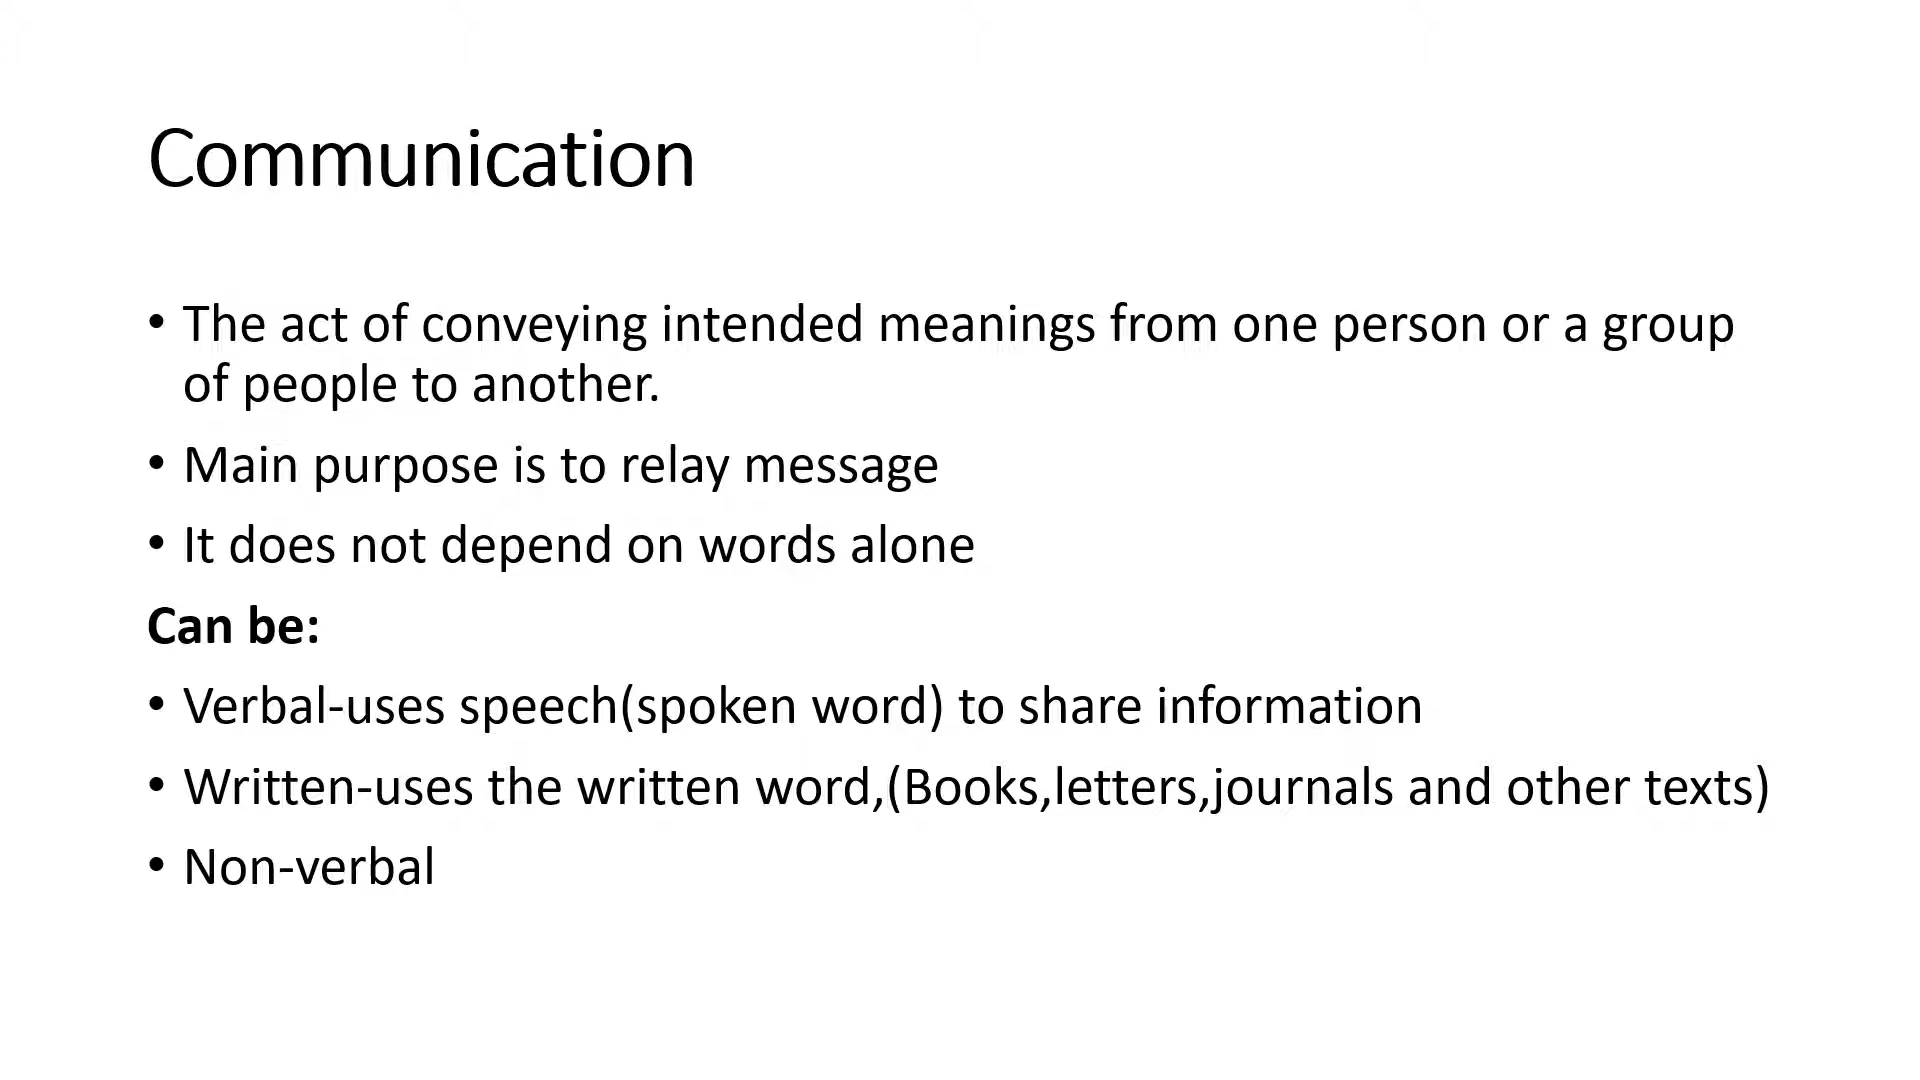 Communication
• The act of conveying intended meanings from one person or a group
of people to another.
• Main purpose is to relay message
• It does not depend on words alone
Can be:
• Verbal-uses speech(spoken word) to share information
• Written-uses the written word,(Books,letters,journals and other texts)
• Non-verbal